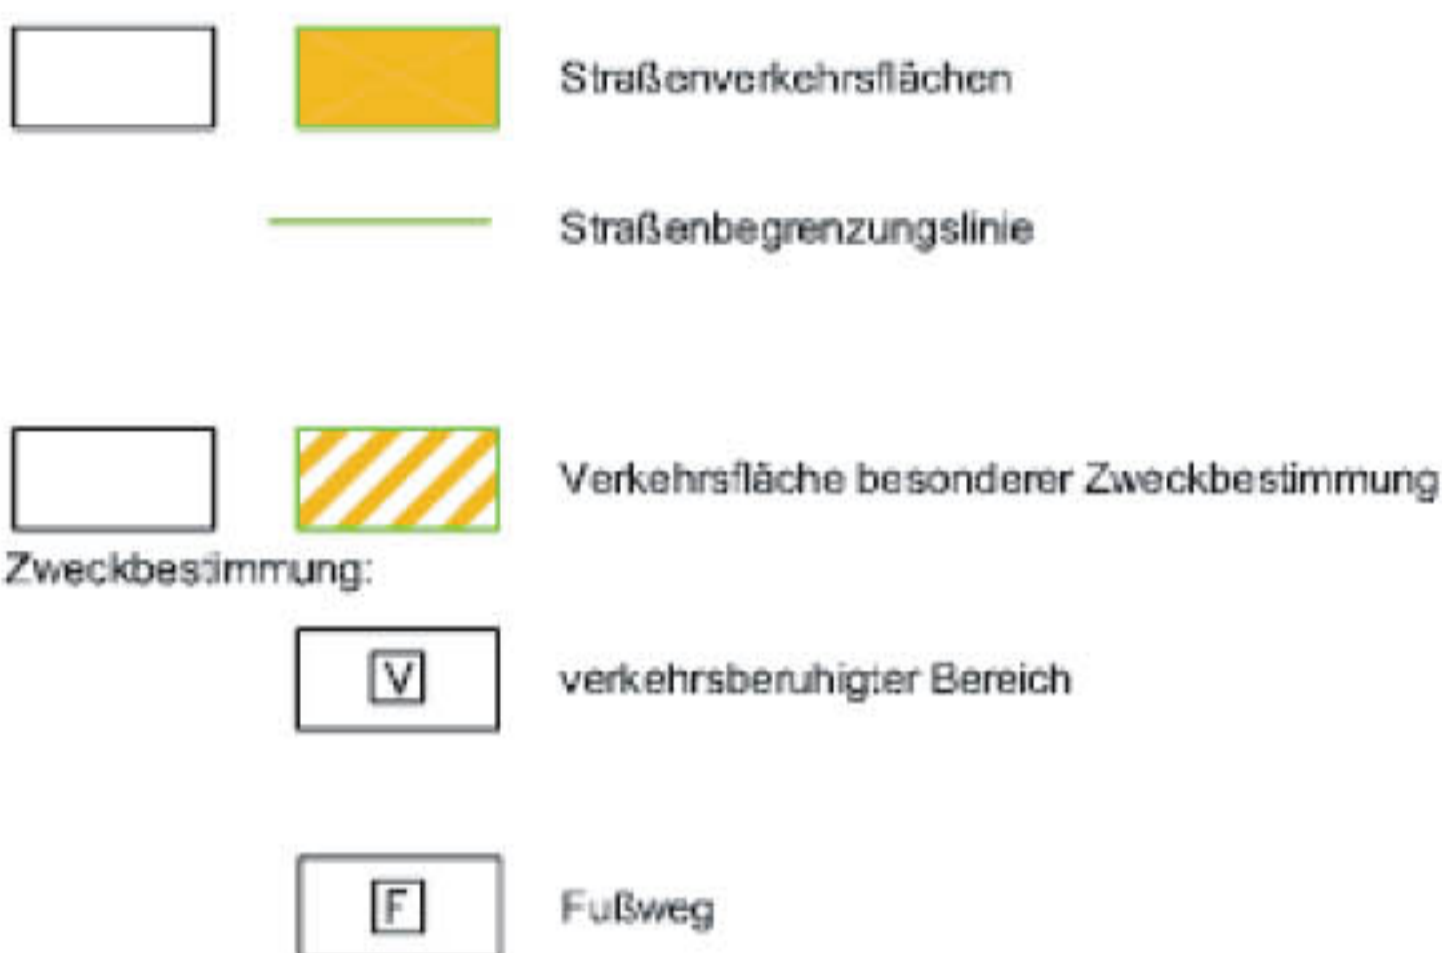 Straßenverkehrsflächen
Straßenbegrenzungslinie
Verkehrsfläche besonderer Zweckbestimmung
Zweckbestimmung:
V verkehrsberuhigter Bereich
F Fußweg